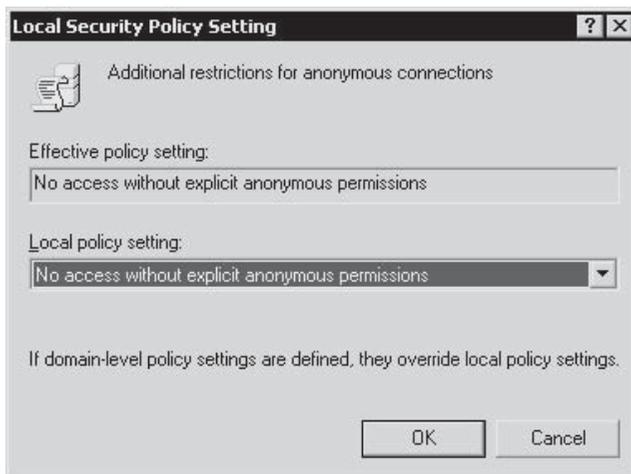 Local Security Policy Setting
Additional restrictions for anonymous connections
Effective policy setting:
No access without explicit anonymous permissions
Local policy setting:
No access without explicit anonymous permissions
If domain-level policy settings are defined, they override local policy settings.
OK Cancel